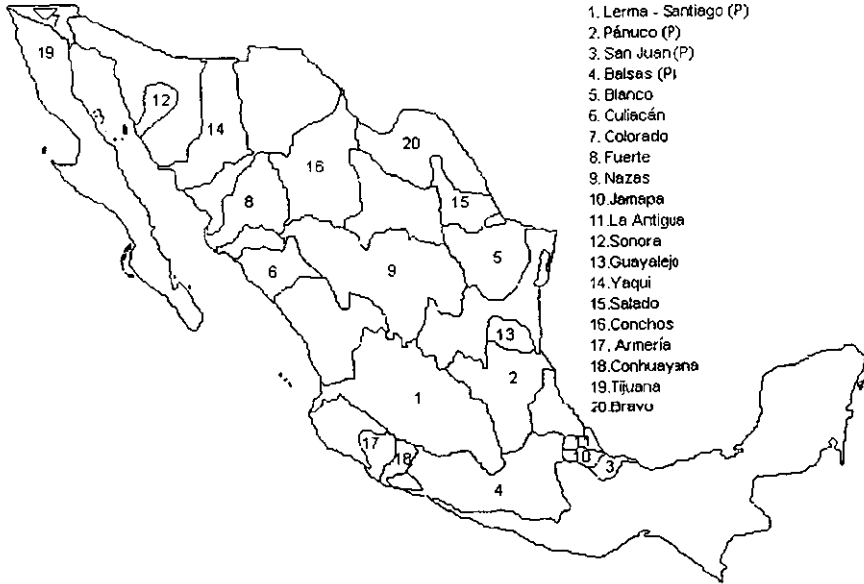 1. Lerma - Santiago (P)
2. Pánuco (P)
3. San Juan (P)
4. Balsas (P)
5. Blanco
6. Culiacán
7. Colorado
8. Fuerte
9. Nazas
10. Jamapa
11. La Antigua
12. Sonora
13. Guayalejo
14. Yaqui
15. Salado
16. Conchos
17. Armería
18. Conhuayana
19. Tijuana
20. Bravo
19
12
14
20
16
15
8
5
6
9
13
2
1
17
18
10
3
4